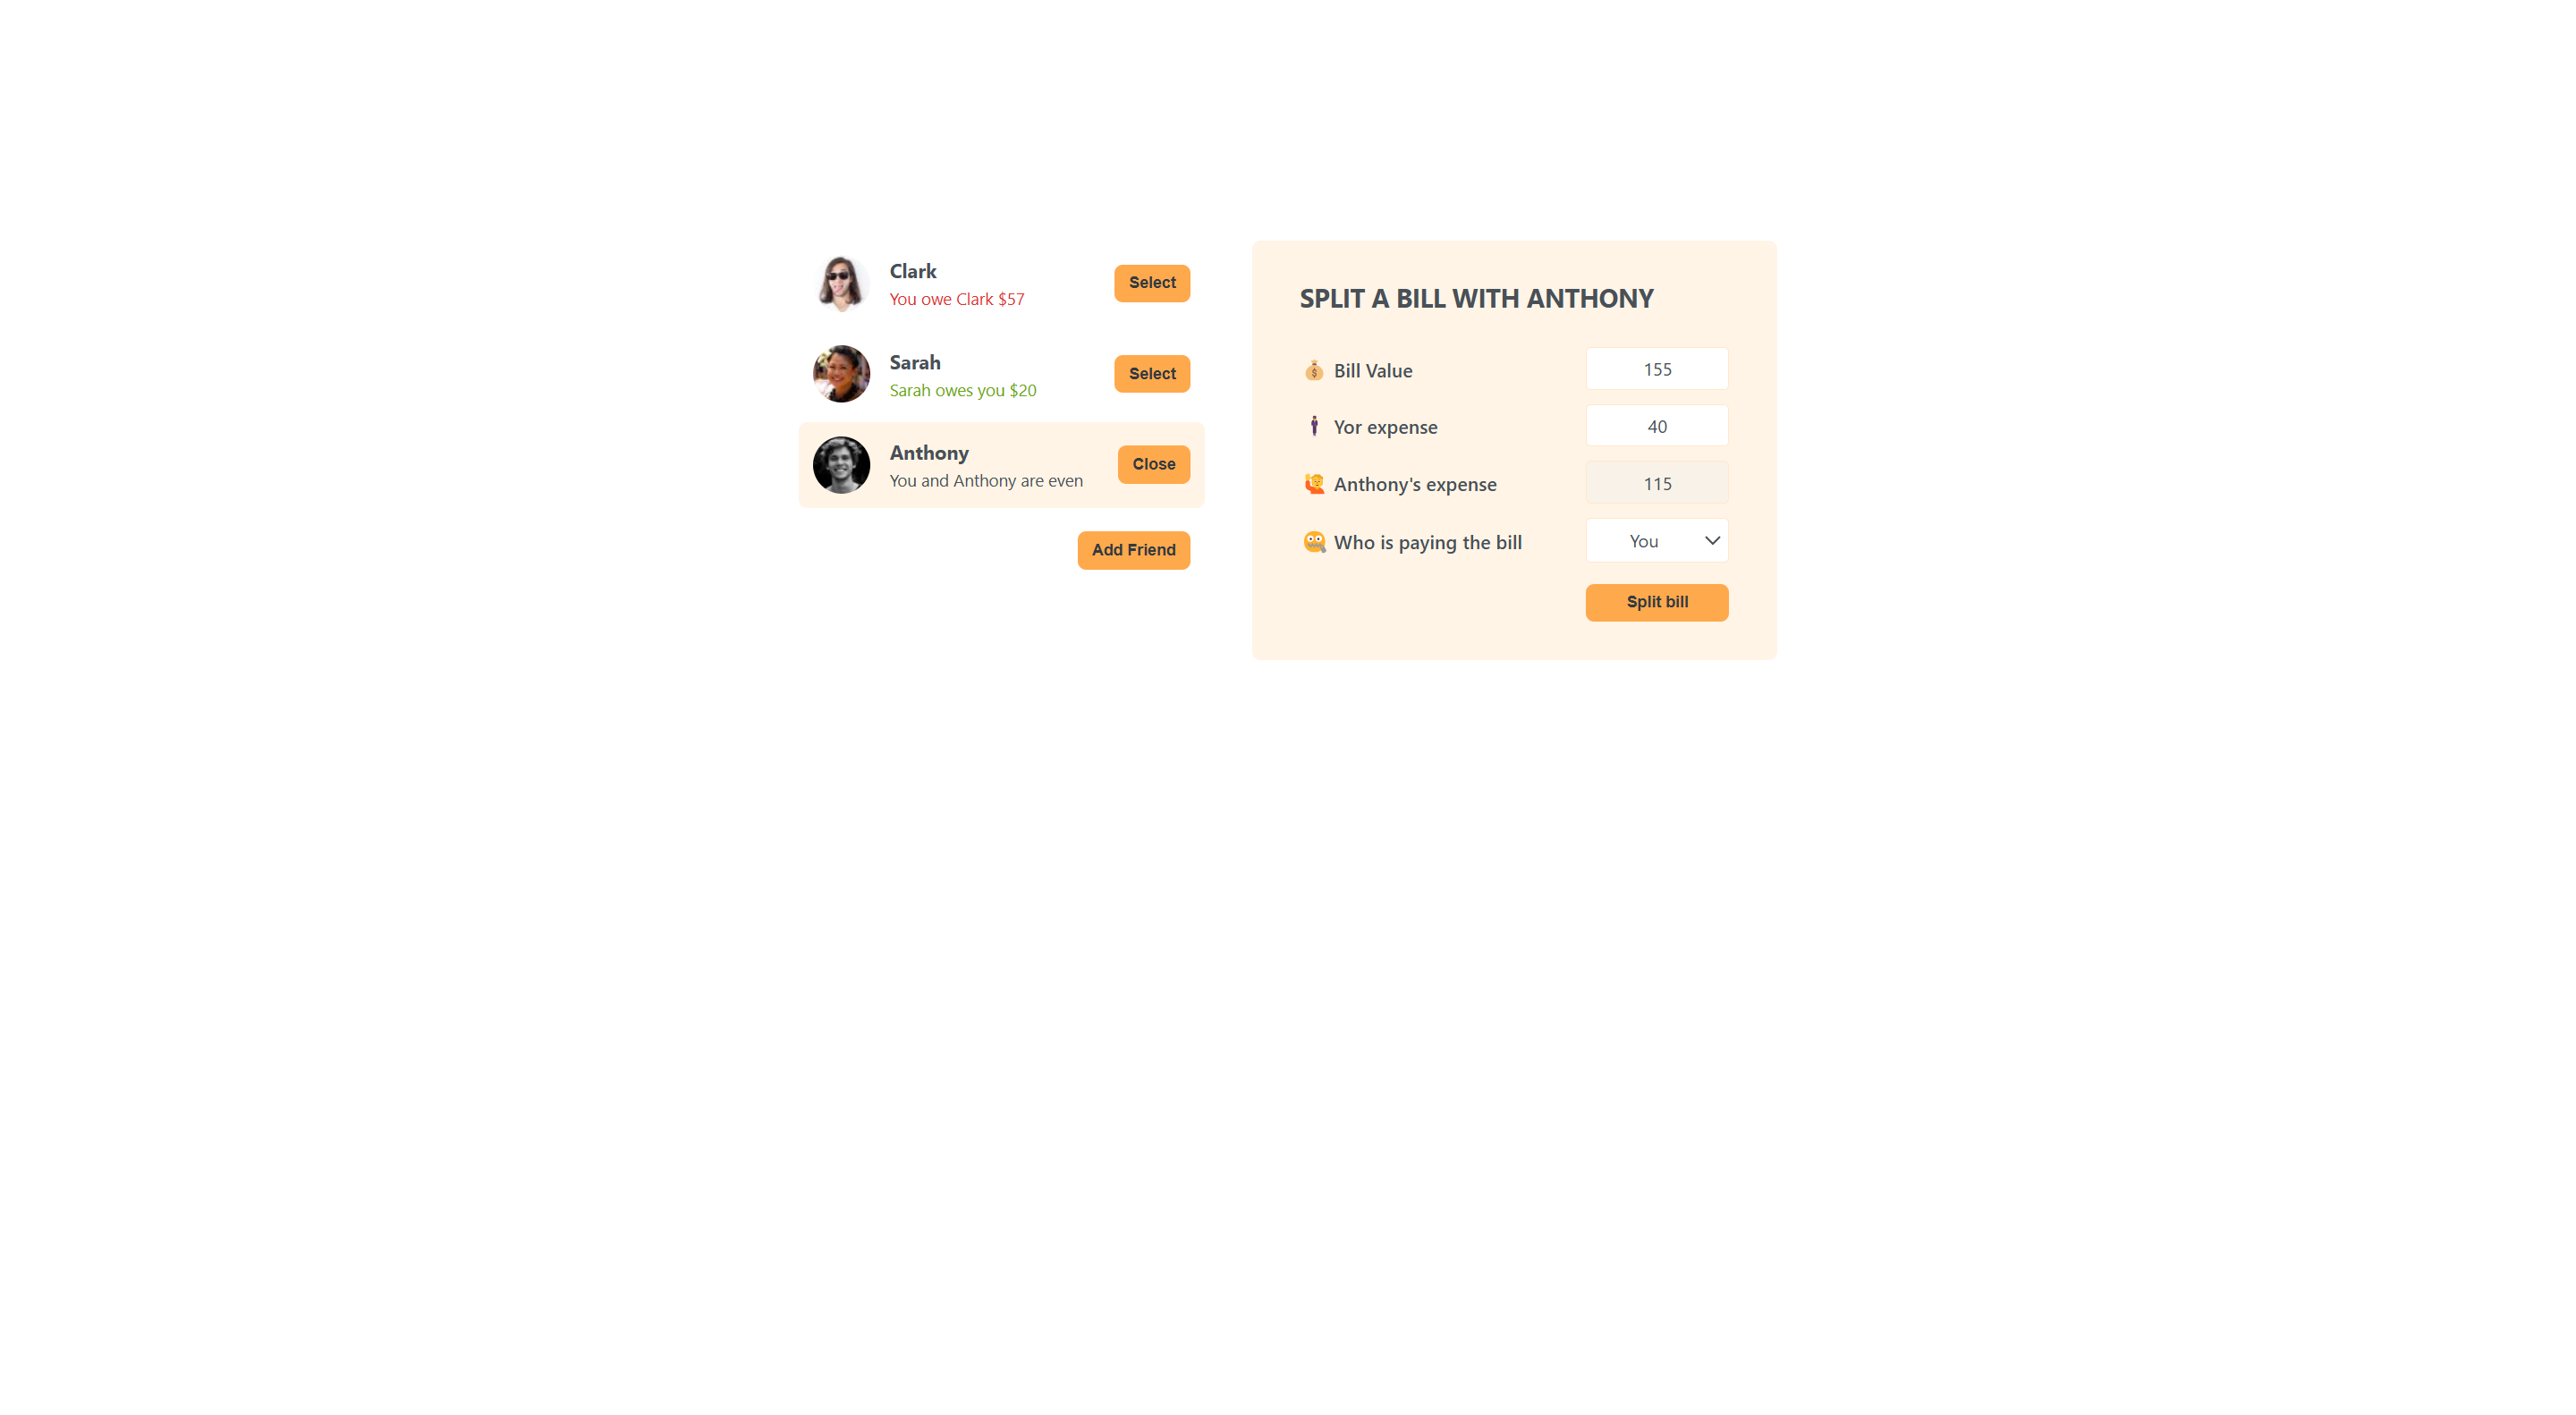 Clark
You owe Clark $57
Select
Sarah
Sarah owes you $20
Select
Anthony
You and Anthony are even
Close
Add Friend
SPLIT A BILL WITH ANTHONY
💰 Bill Value
155
🕴 Yor expense
40
🙋 Anthony's expense
115
🤐 Who is paying the bill
You
Split bill